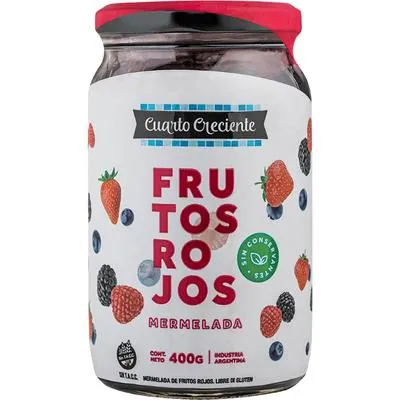 Cuarto Creciente
FRU
TOS
RO
JOS
MERMELADA
SIN CONSERVANTES
CONT.
NETO
400G
INDUSTRIA
ARGENTINA
SIN T.A.C.C.
SIN T.A.C.C.
MERMELADA DE FRUTOS ROJOS. LIBRE DE GLUTEN